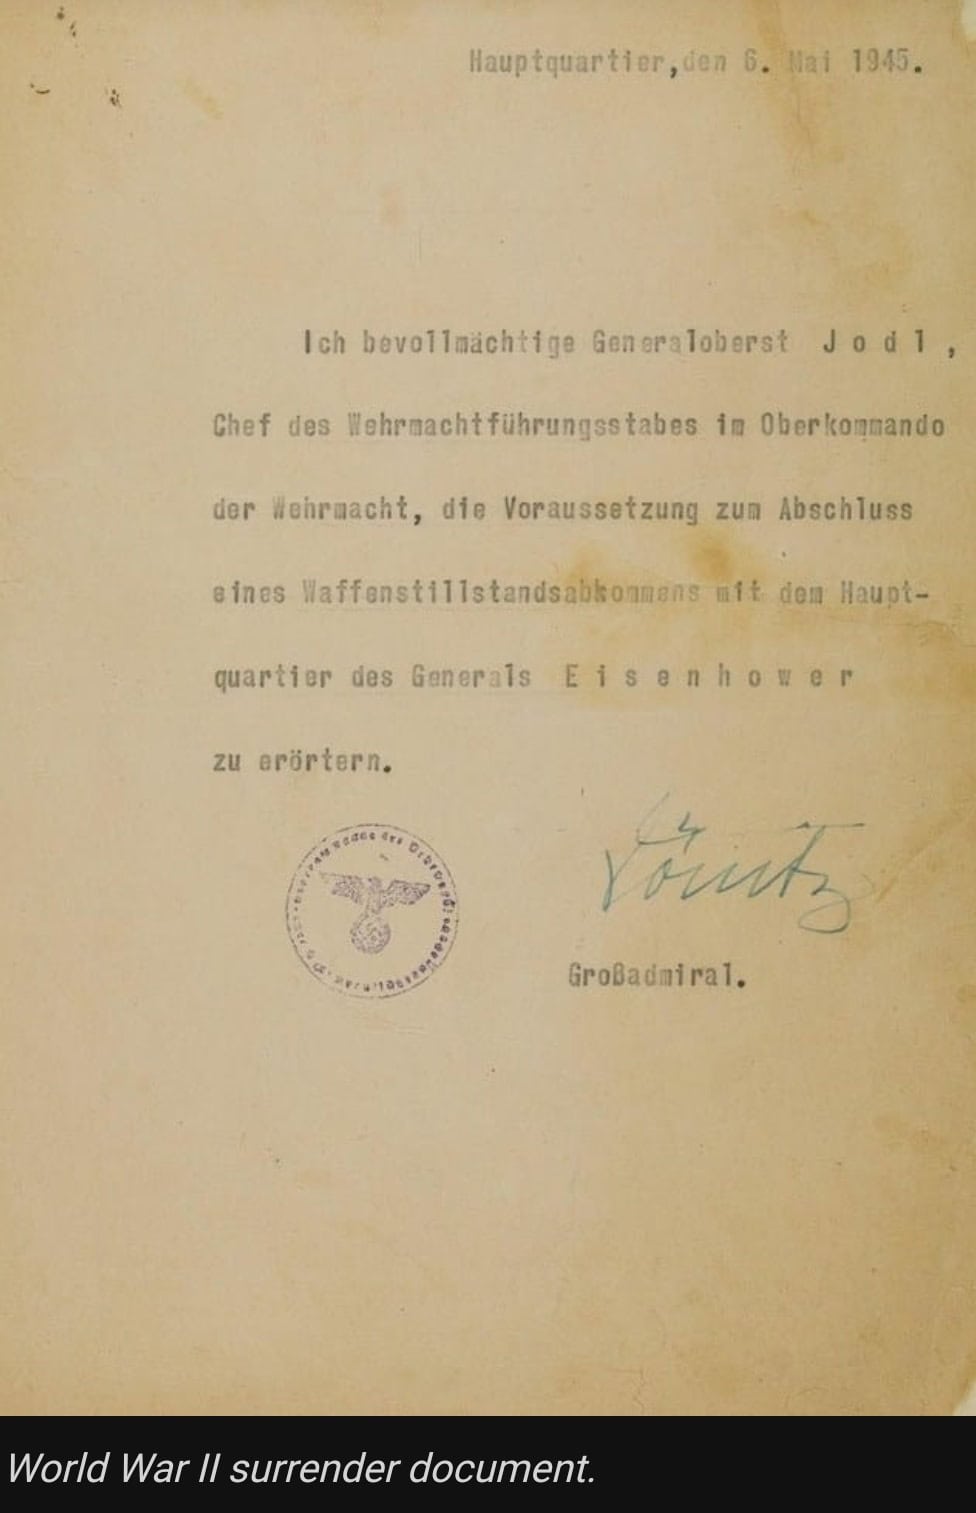 Hauptquartier,den 6. Mai 1945.
Ich bevollmächtige Generaloberst J o d l ,
Chef des Wehrmachtführungsstabes im Oberkommando
der Wehrmacht, die Voraussetzung zum Abschluss
eines Waffenstillstandsabkommens mit dem Haupt-
quartier des Generals E i s e n h o w e r
zu erörtern.
Dönitz
Großadmiral.
World War II surrender document.